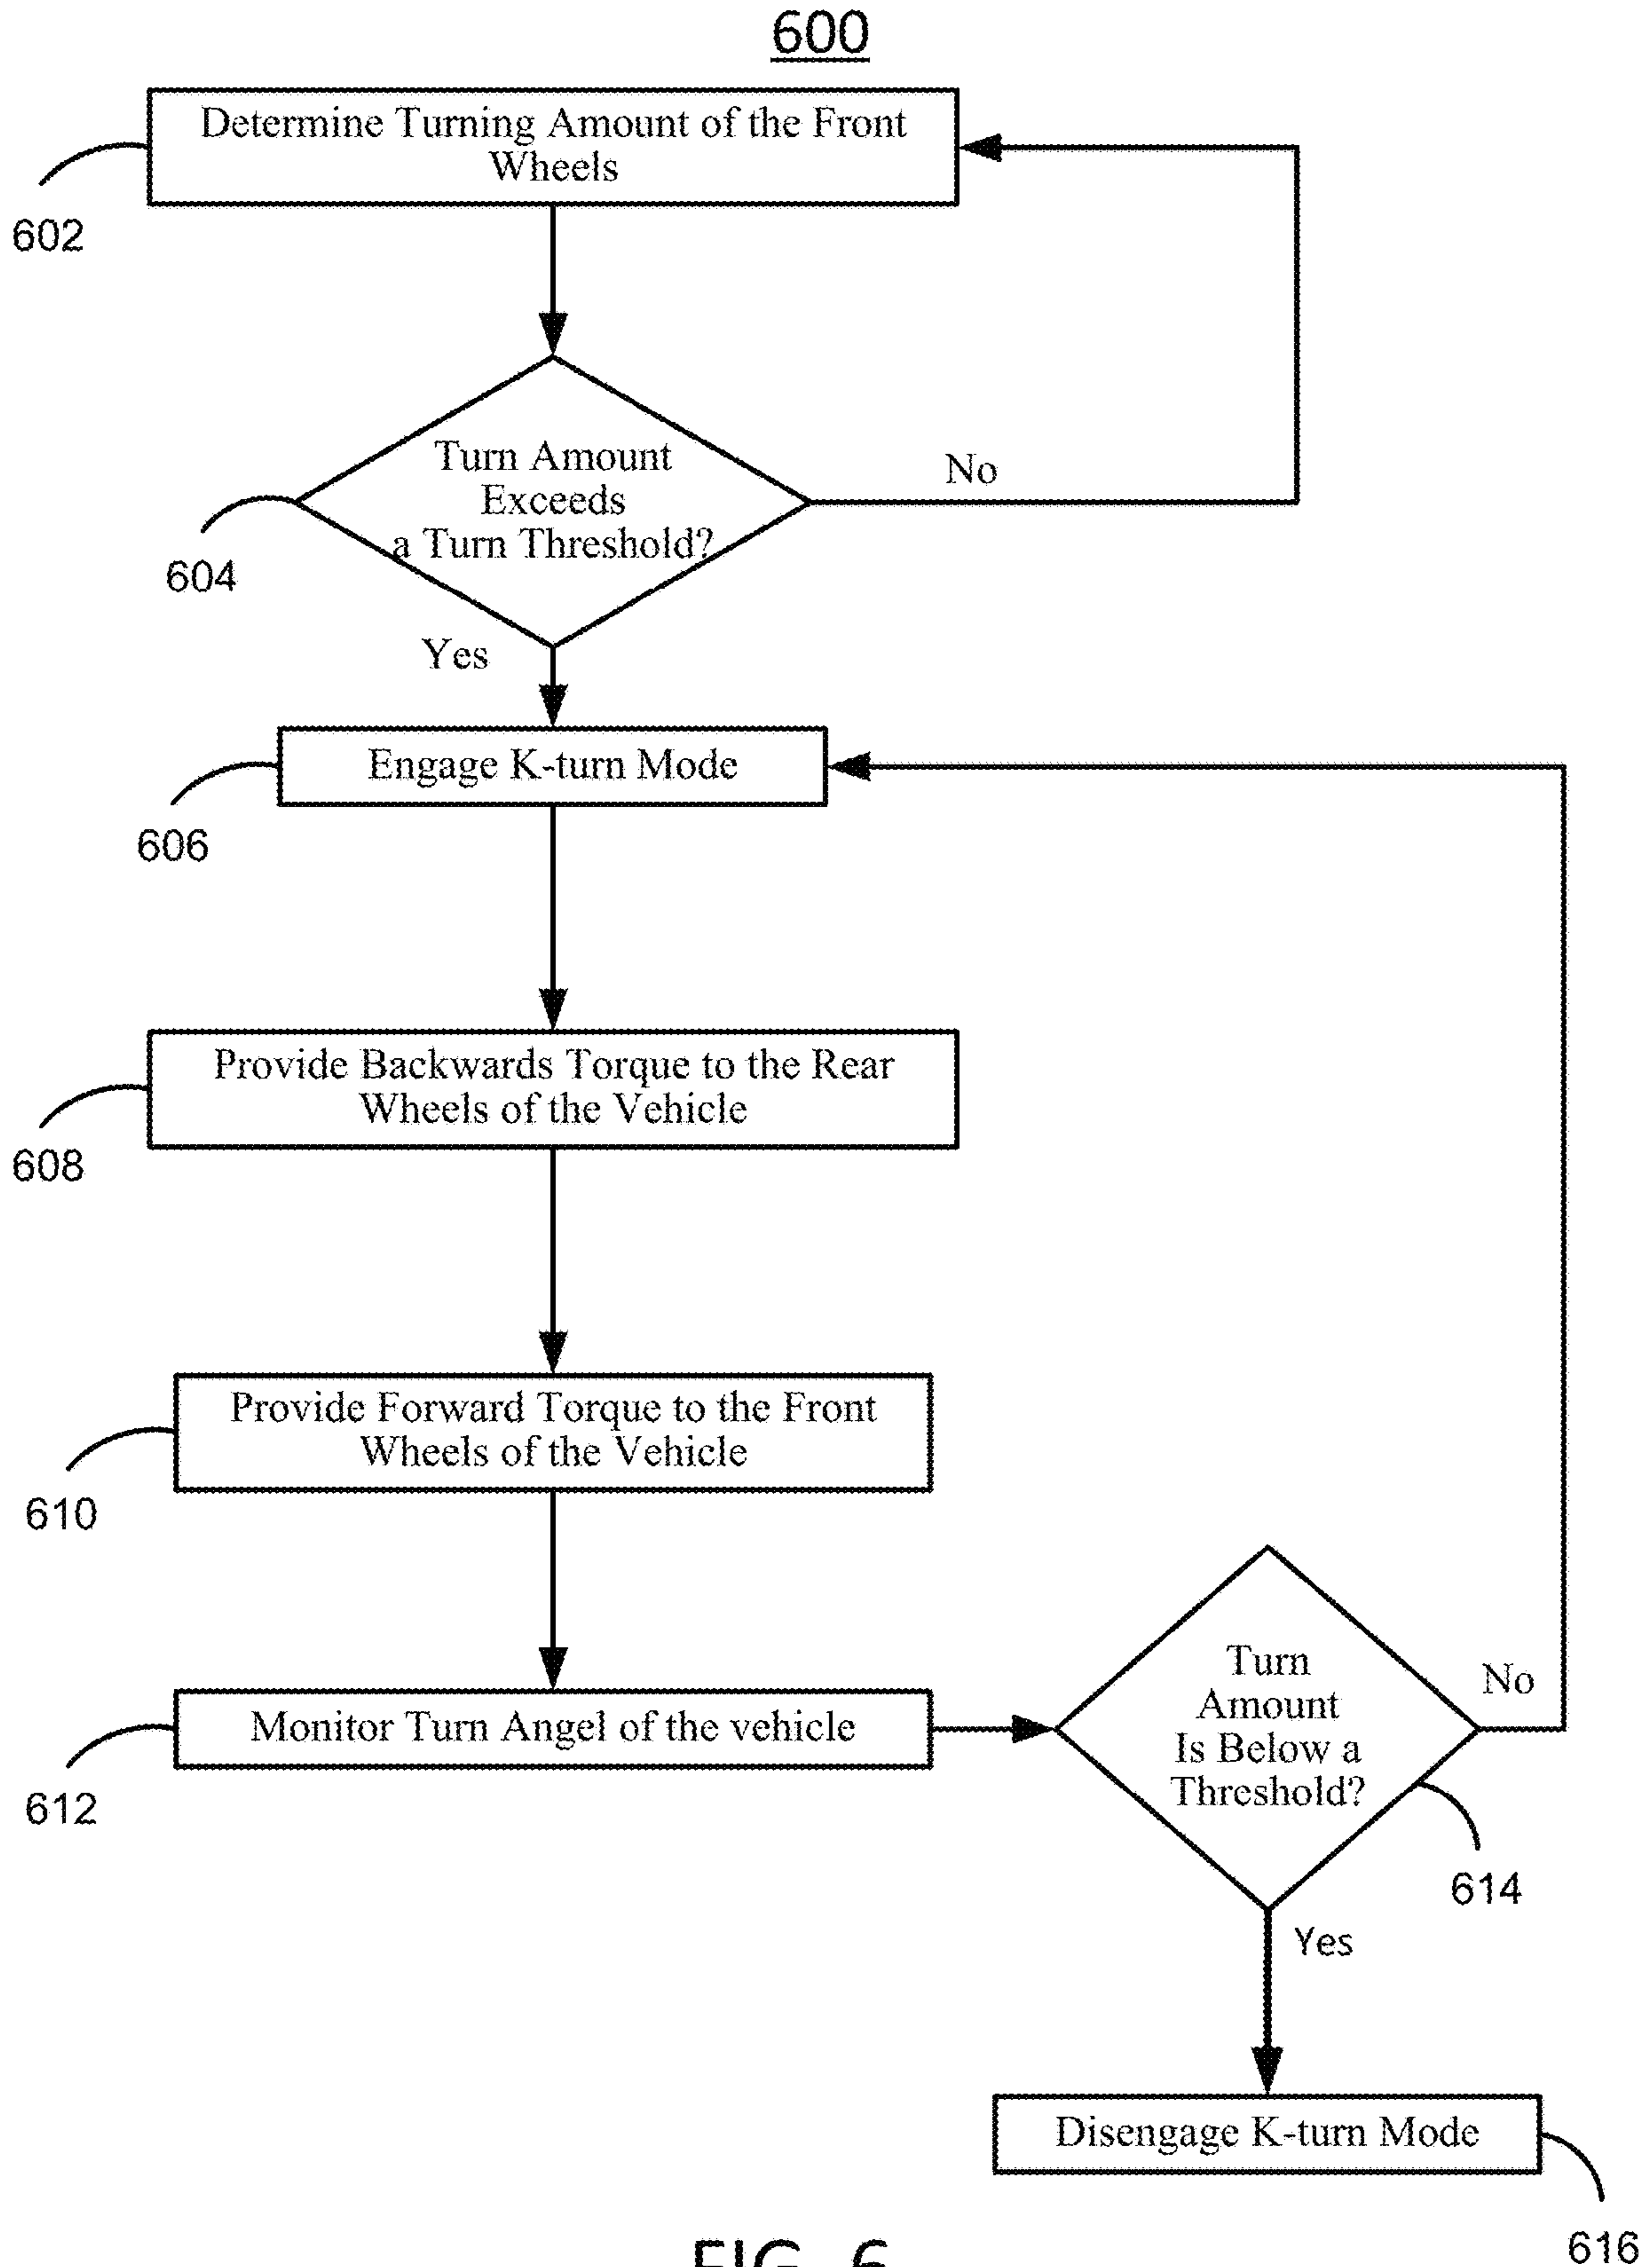 600
Determine Turning Amount of the Front
Wheels
602
Turn Amount
Exceeds
a Turn Threshold?
No
604
Yes
Engage K-turn Mode
606
Provide Backwards Torque to the Rear
Wheels of the Vehicle
608
Provide Forward Torque to the Front
Wheels of the Vehicle
610
Monitor Turn Angel of the vehicle
612
Turn
Amount
Is Below a
Threshold?
No
614
Yes
Disengage K-turn Mode
616
FIG. 6